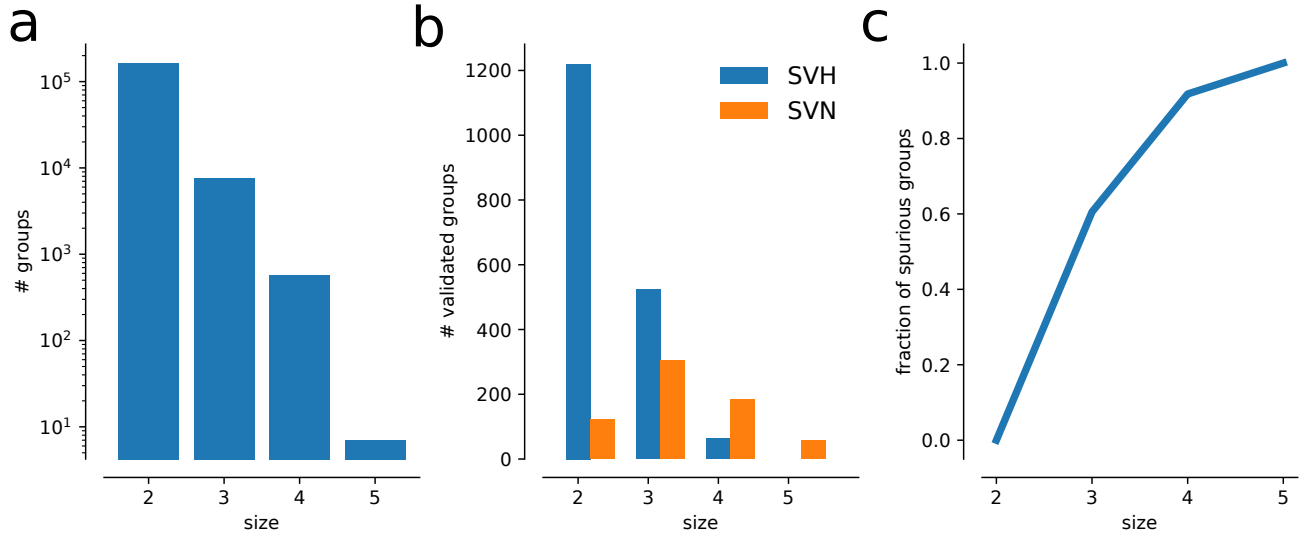 a
10^5
10^4
10^3
10^2
10^1
# groups
2 3 4 5
size
b
1200
1000
800
600
400
200
0
# validated groups
SVH
SVN
2 3 4 5
size
c
1.0
0.8
0.6
0.4
0.2
0.0
fraction of spurious groups
2 3 4 5
size